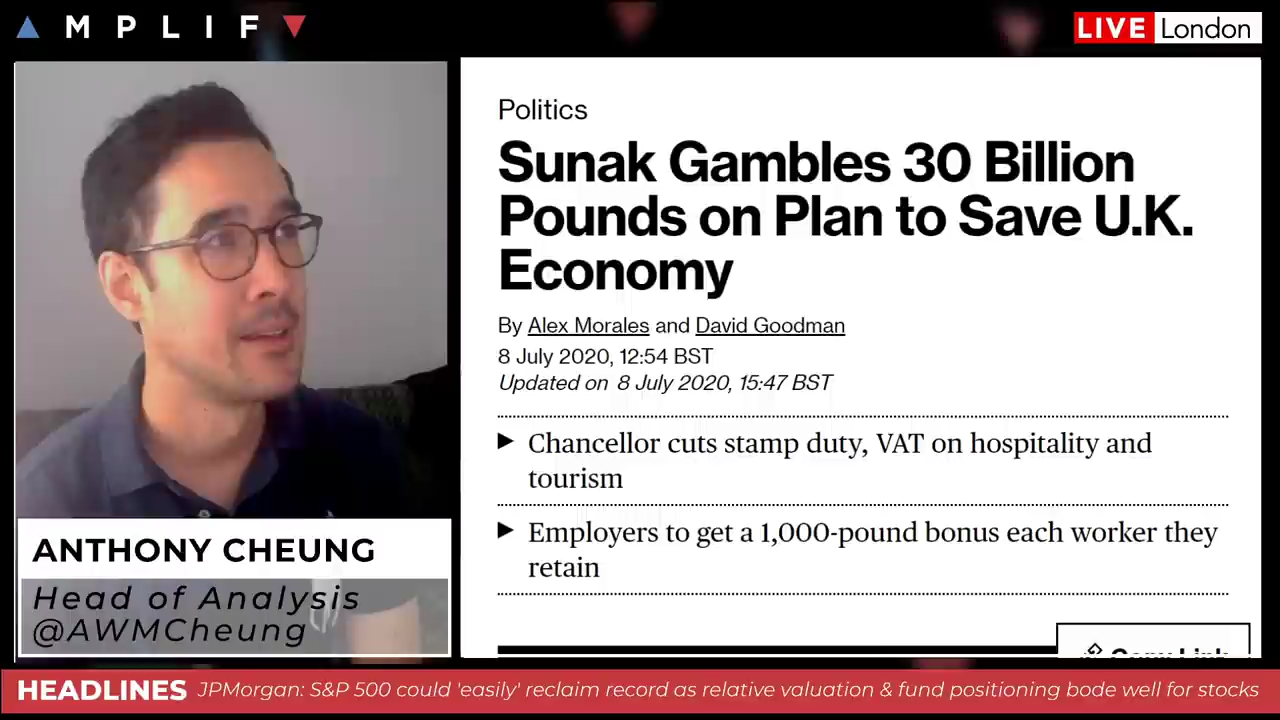 AMPLIFY
LIVE London
Politics
Sunak Gambles 30 Billion
Pounds on Plan to Save U.K.
Economy
By Alex Morales and David Goodman
8 July 2020, 12:54 BST
Updated on 8 July 2020, 15:47 BST
Chancellor cuts stamp duty, VAT on hospitality and
tourism
Employers to get a 1,000-pound bonus each worker they
retain
Copy Link
ANTHONY CHEUNG
Head of Analysis
@AWMCheung
HEADLINES JPMorgan: S&P 500 could 'easily' reclaim record as relative valuation & fund positioning bode well for stocks